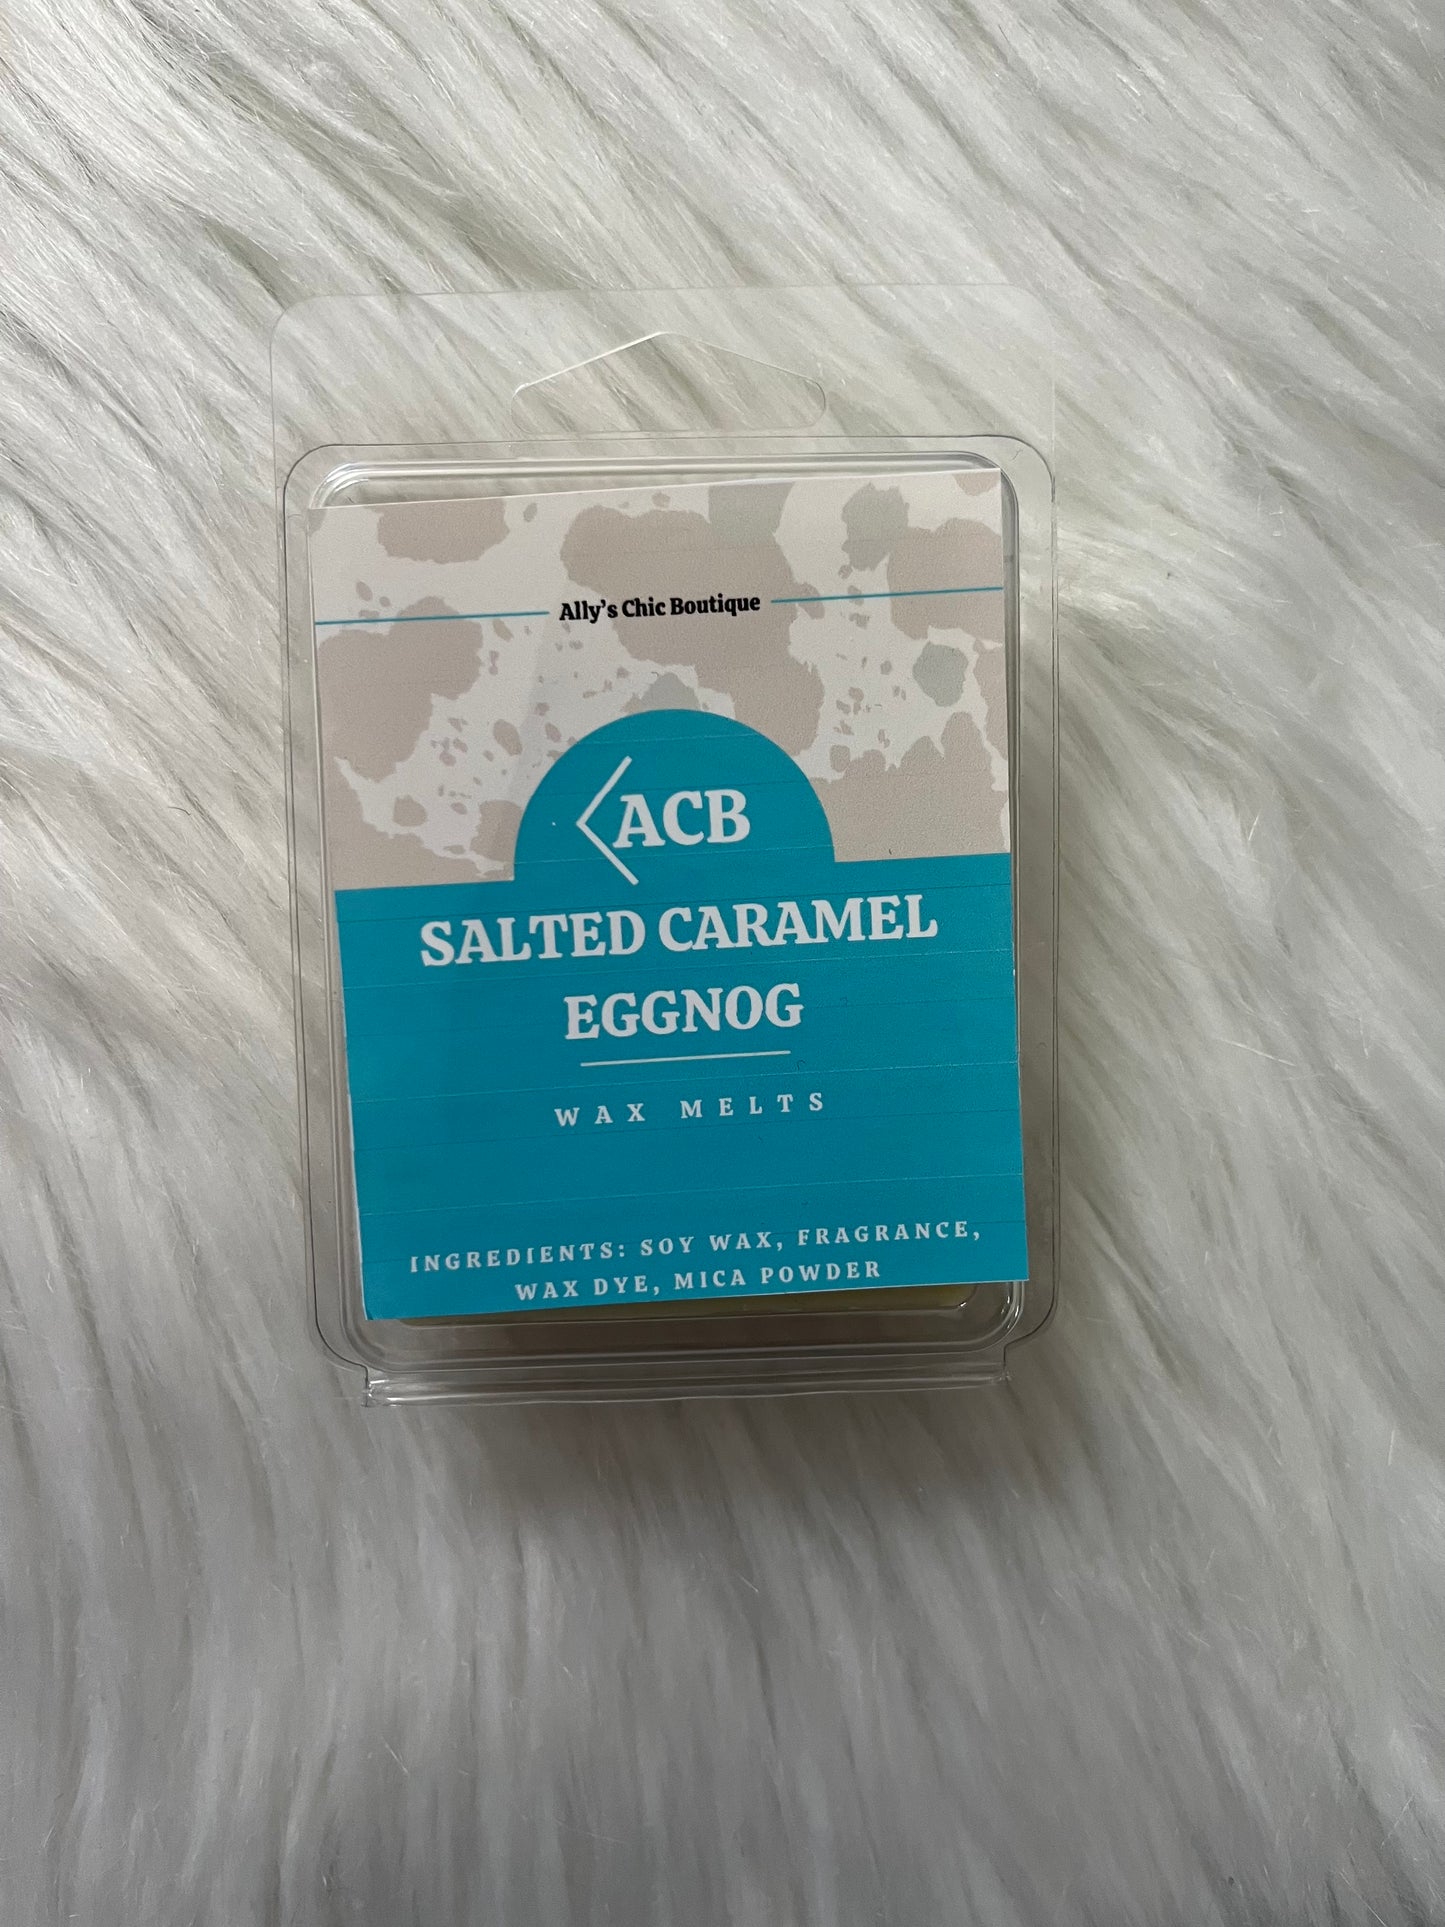 Ally's Chic Boutique
ACB
SALTED CARAMEL
EGGNOG
WAX MELTS
INGREDIENTS: SOY WAX, FRAGRANCE,
WAX DYE, MICA POWDER